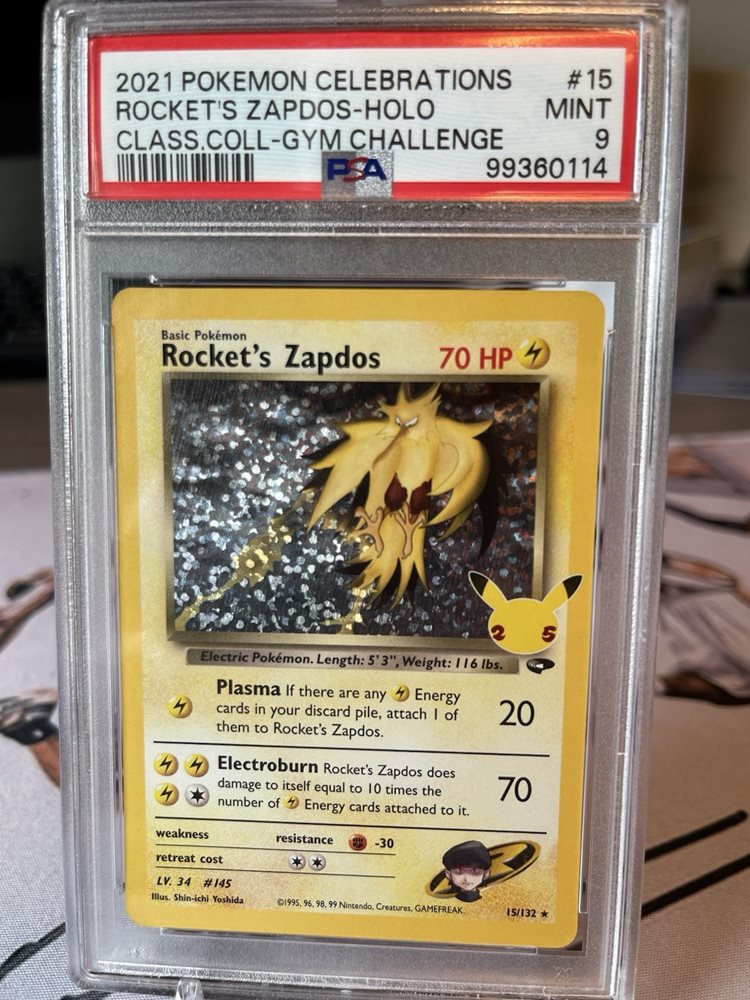 2021 POKEMON CELEBRATIONS #15
ROCKET'S ZAPDOS-HOLO MINT
CLASS.COLL-GYM CHALLENGE 9
PSA 99360114
Basic Pokémon
Rocket's Zapdos 70 HP
25
Electric Pokémon. Length: 5'3", Weight: 116 lbs.
Plasma If there are any Energy
cards in your discard pile, attach 1 of
them to Rocket's Zapdos.
20
Electroburn Rocket's Zapdos does
damage to itself equal to 10 times the
number of Energy cards attached to it.
70
weakness resistance -30
retreat cost
LV. 34 #145
Illus. Shin-ichi Yoshida
©1995, 96, 98, 99 Nintendo, Creatures, GAMEFREAK.
15/132 ★